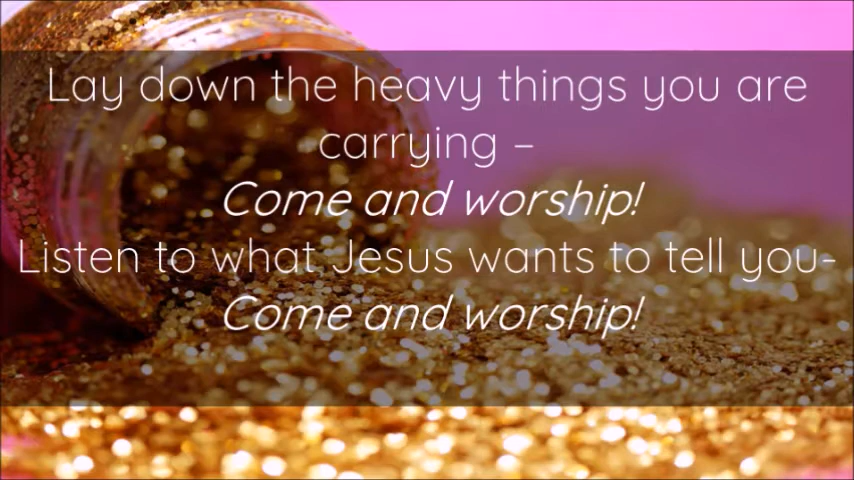 Lay down the heavy things you are
carrying –
Come and worship!
Listen to what Jesus wants to tell you-
Come and worship!